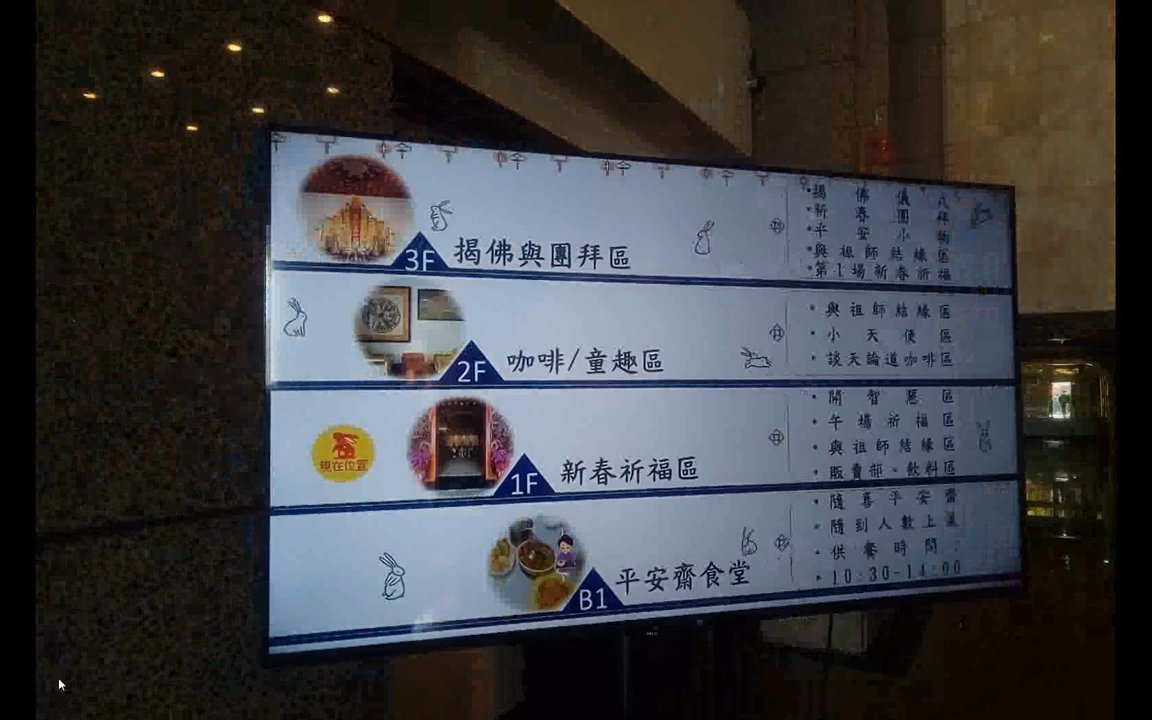 3F 揭佛與團拜區
•揭佛儀式
•新春團拜
•平安小物
•與祖師結緣區
•第1場新春祈福
2F 咖啡/童趣區
•與祖師結緣區
•小天使區
•談天論道咖啡區
現在位置
1F 新春祈福區
•開智慧區
•午樯祈福區
•與祖師結緣區
•販賣部、飲料區
B1 平安齋食堂
•隨喜平安齋
•隨到人數上
•供餐時間:
•10:30-14:00